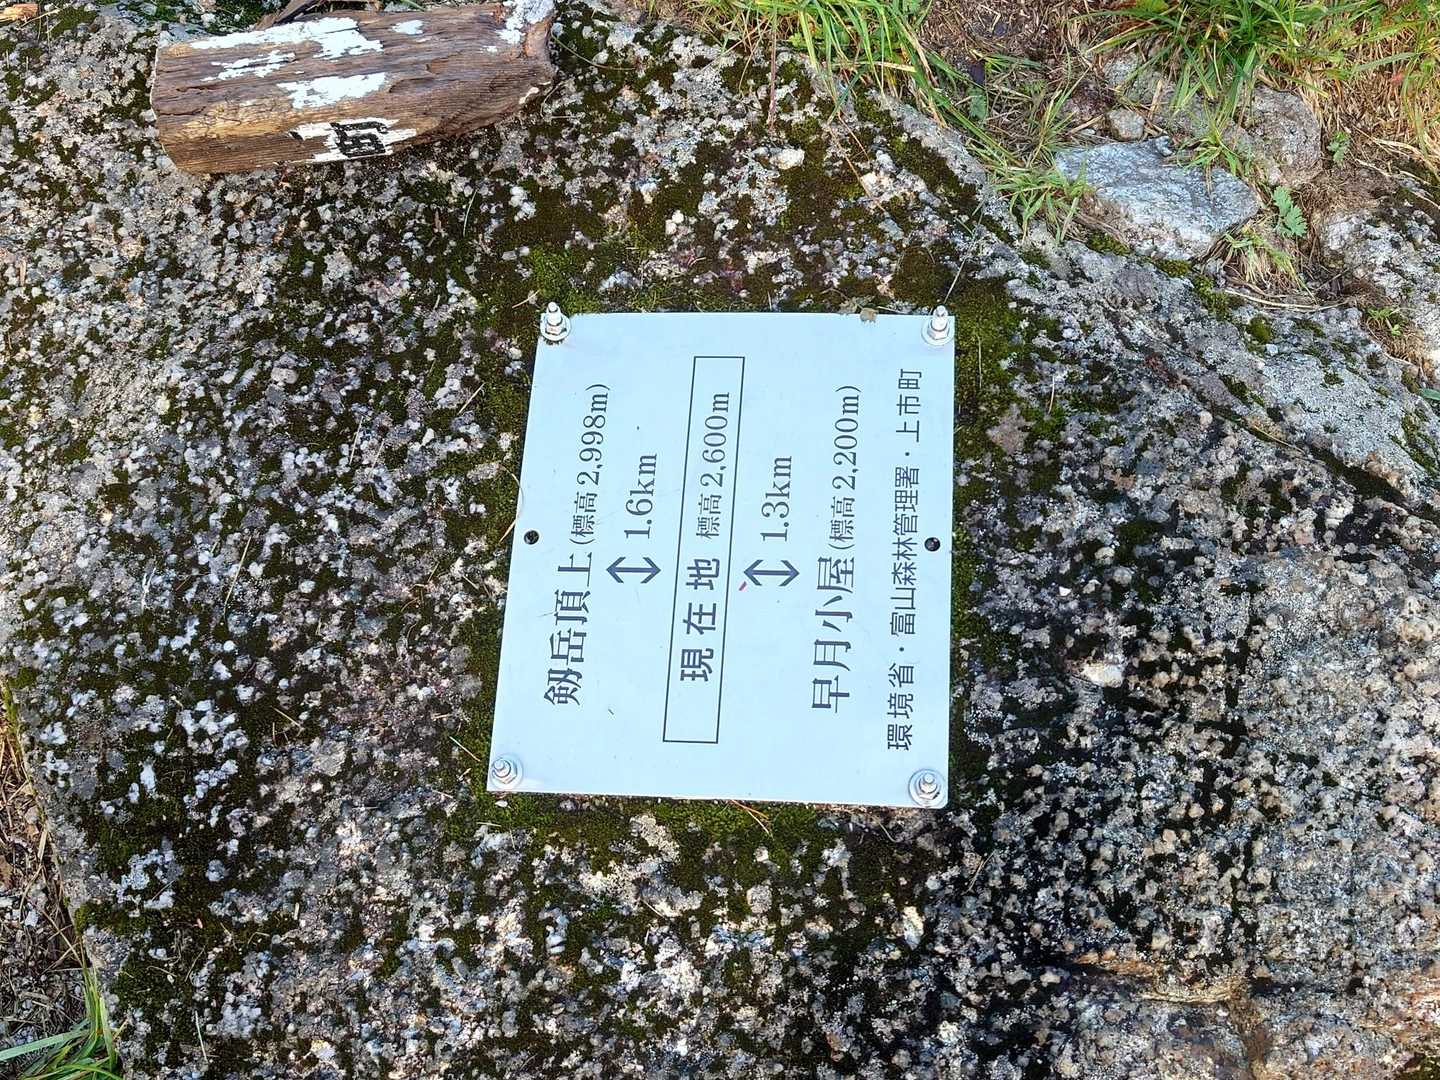 剱岳頂上(標高2,998m)
↕ 1.6km
現在地 標高2,600m
↕ 1.3km
早月小屋(標高2,200m)
環境省・富山森林管理署・上市町